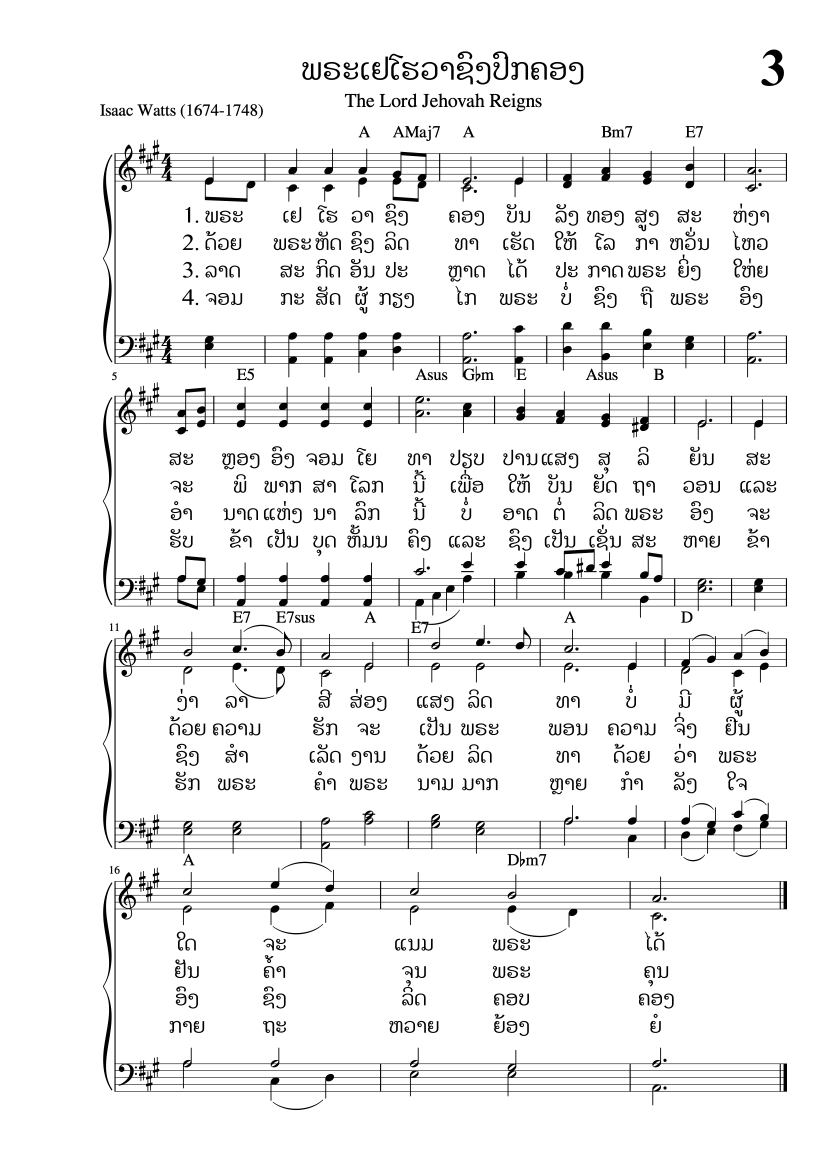 ພຣະເຢໂຮວາຊົງປົກຄອງ
3
The Lord Jehovah Reigns
Isaac Watts (1674-1748)
A AMaj7 A Bm7 E7
1. ພຣະ ເຢ ໂຮ ວາ ຊົງ ຄອງ ບັນ ລັງ ທອງ ສູງ ສະ ຫ່ງາ
2. ດ້ວຍ ພຣະ ຫັດ ຊົງ ລິດ ທາ ເຮັດ ໃຫ້ ໂລ ກາ ຫວັ່ນ ໄຫວ
3. ລາດ ສະ ກິດ ອັນ ປະ ຫຼາດ ໄດ້ ປະ ກາດ ພຣະ ຍິ່ງ ໃຫ່ຍ
4. ຈອມ ກະ ສັດ ຜູ້ ກຽງ ໄກ ພຣະ ບໍ່ ຊົງ ຖື ພຣະ ອົງ
5
E5 Asus G♭m E Asus B
ສະ ຫຼອງ ອົງ ຈອມ ໂຍ ທາ ປຽບ ປານ ແສງ ສຸ ລິ ຍັນ ສະ
ຈະ ພິ ພາກ ສາ ໂລກ ນີ້ ເພື່ອ ໃຫ້ ບັນ ຍັດ ຖາ ວອນ ແລະ
ອຳ ນາດ ແຫ່ງ ນາ ລົກ ນີ້ ບໍ່ ອາດ ຕໍ່ ລິດ ພຣະ ອົງ ຈະ
ຮັບ ຂ້າ ເປັນ ບຸດ ຫັ້ມນ ຄົງ ແລະ ຊົງ ເປັນ ເຊັ່ນ ສະ ຫາຍ ຂ້າ
11
E7 E7sus A E7 A D
ງ່າ ລາ ສີ ສ່ອງ ແສງ ລິດ ທາ ບໍ່ ມີ ຜູ້
ດ້ວຍ ຄວາມ ຮັກ ຈະ ເປັນ ພຣະ ພອນ ຄວາມ ຈິ່ງ ຢືນ
ຊົງ ສຳ ເລັດ ງານ ດ້ວຍ ລິດ ທາ ດ້ວຍ ວ່າ ພຣະ
ຮັກ ພຣະ ຄຳ ພຣະ ນາມ ມາກ ຫຼາຍ ກຳ ລັງ ໃຈ
16
A D♭m7
ໃດ ຈະ ແນມ ພຣະ ໄດ້
ຢັນ ຄ້ຳ ຈຸນ ພຣະ ຄຸນ
ອົງ ຊົງ ລິດ ຄອບ ຄອງ
ກາຍ ຖະ ຫວາຍ ຍ້ອງ ຍໍ